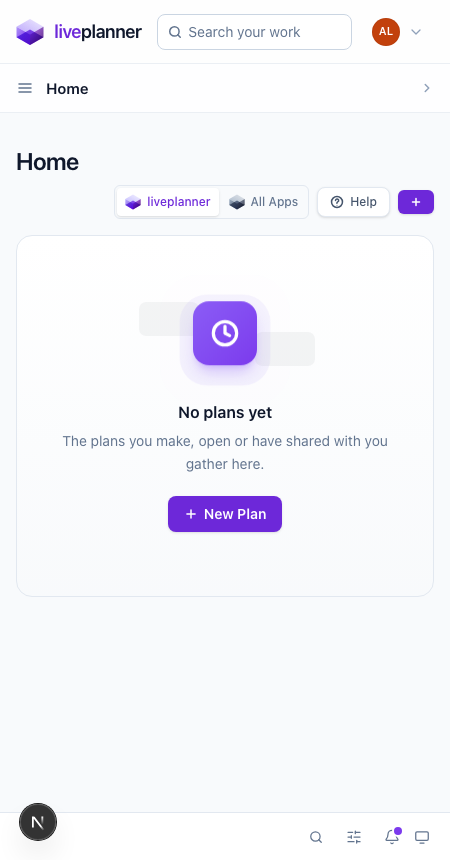 liveplanner
Search your work
AL
Home
Home
liveplanner
All Apps
Help
No plans yet
The plans you make, open or have shared with you
gather here.
+ New Plan
N